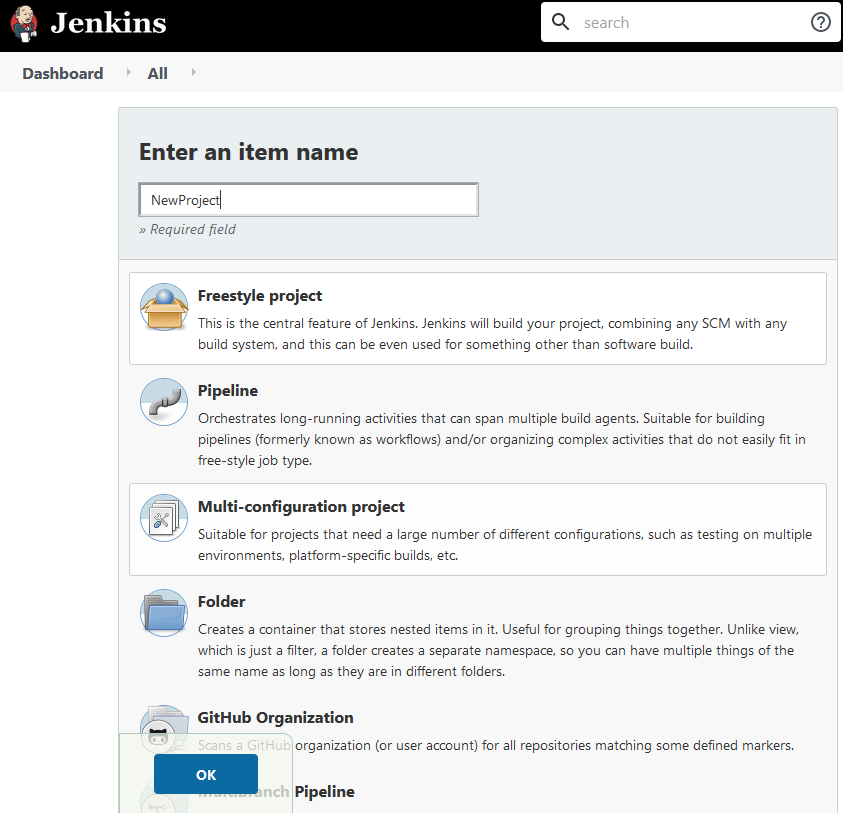 Jenkins
search
Dashboard
All
Enter an item name
NewProject
» Required field
Freestyle project
This is the central feature of Jenkins. Jenkins will build your project, combining any SCM with any
build system, and this can be even used for something other than software build.
Pipeline
Orchestrates long-running activities that can span multiple build agents. Suitable for building
pipelines (formerly known as workflows) and/or organizing complex activities that do not easily fit in
free-style job type.
Multi-configuration project
Suitable for projects that need a large number of different configurations, such as testing on multiple
environments, platform-specific builds, etc.
Folder
Creates a container that stores nested items in it. Useful for grouping things together. Unlike view,
which is just a filter, a folder creates a separate namespace, so you can have multiple things of the
same name as long as they are in different folders.
GitHub Organization
Scans a GitHub organization (or user account) for all repositories matching some defined markers.
OK
Multibranch Pipeline